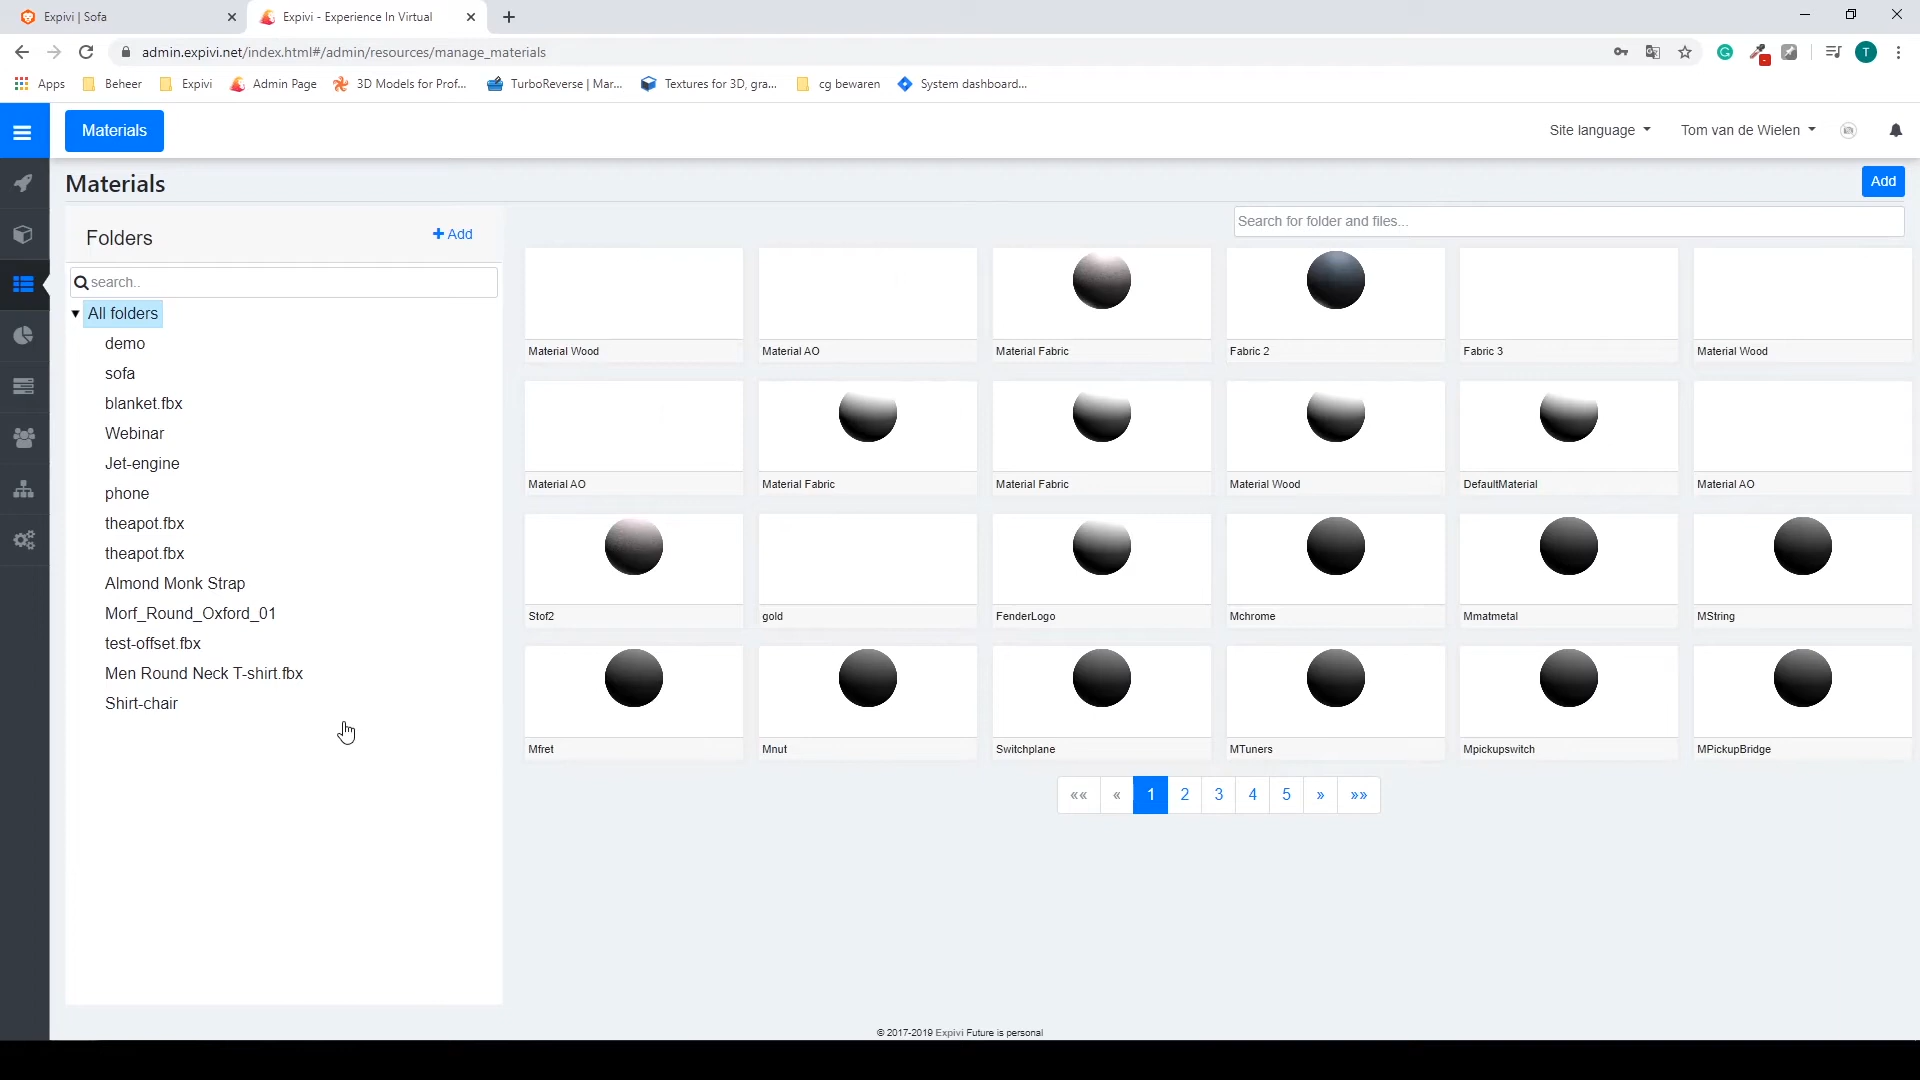 Expivi | Sofa
Expivi - Experience In Virtual
admin.expivi.net/index.html#/admin/resources/manage_materials
T
Apps
Beheer
Expivi
Admin Page
3D Models for Prof...
TurboReverse | Mar...
Textures for 3D, gra...
cg bewaren
System dashboard...
Materials
Site language
Tom van de Wielen
Materials
Add
Folders
+ Add
Search for folder and files...
search..
All folders
demo
sofa
blanket.fbx
Webinar
Jet-engine
phone
theapot.fbx
theapot.fbx
Almond Monk Strap
Morf_Round_Oxford_01
test-offset.fbx
Men Round Neck T-shirt.fbx
Shirt-chair
Material Wood
Material AO
Material Fabric
Fabric 2
Fabric 3
Material Wood
Material AO
Material Fabric
Material Fabric
Material Wood
DefaultMaterial
Material AO
Stof2
gold
FenderLogo
Mchrome
Mmatmetal
MString
Mfret
Mnut
Switchplane
MTuners
Mpickupswitch
MPickupBridge
«« « 1 2 3 4 5 » »»
© 2017-2019 Expivi Future is personal